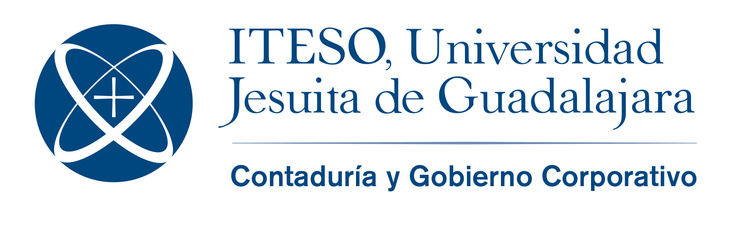 ITESO, Universidad
Jesuita de Guadalajara
Contaduría y Gobierno Corporativo